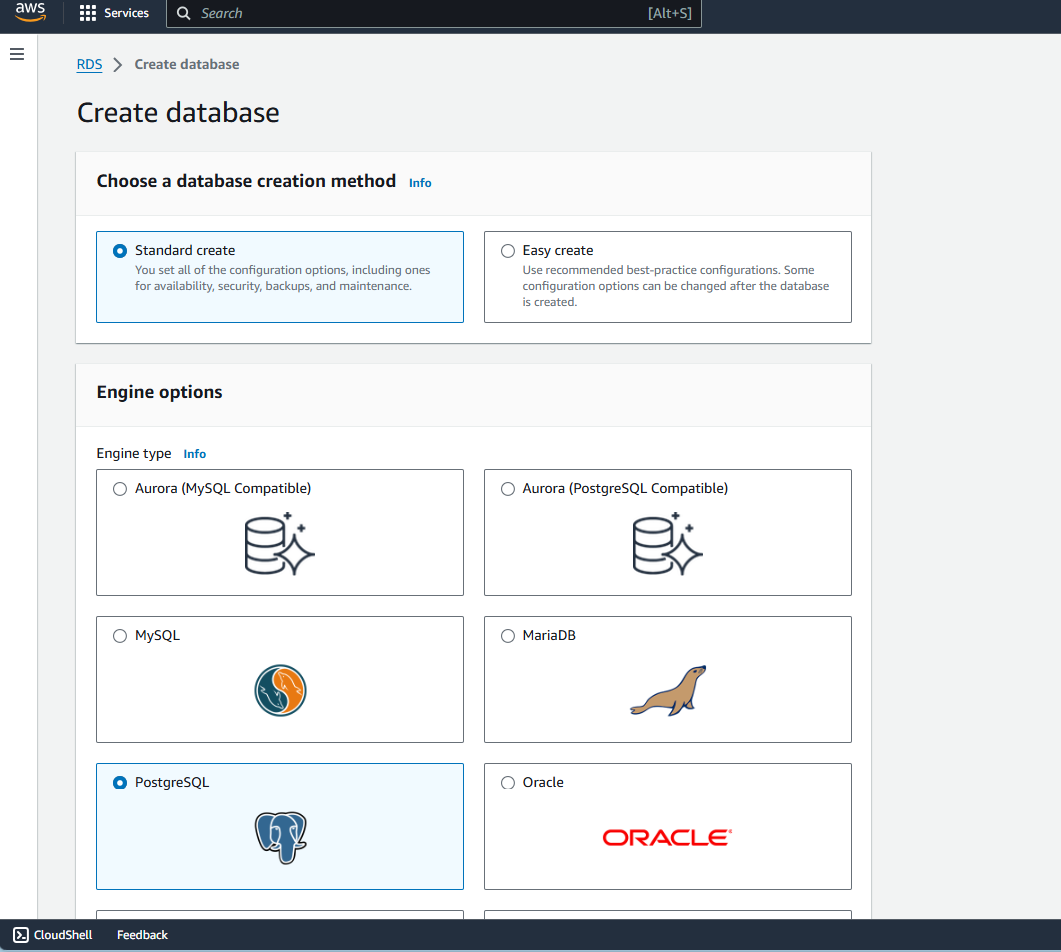 aws
Services
Search
[Alt+S]
RDS
Create database
Create database
Choose a database creation method Info
Standard create
You set all of the configuration options, including ones
for availability, security, backups, and maintenance.
Easy create
Use recommended best-practice configurations. Some
configuration options can be changed after the database
is created.
Engine options
Engine type Info
Aurora (MySQL Compatible)
Aurora (PostgreSQL Compatible)
MySQL
MariaDB
PostgreSQL
Oracle
ORACLE
CloudShell
Feedback